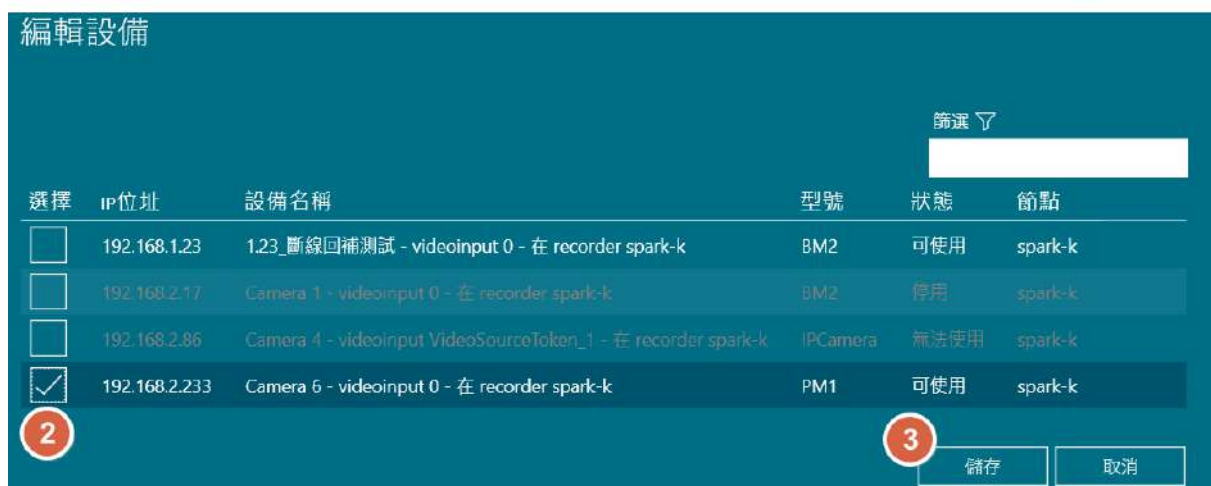 編輯設備
篩選
選擇 IP位址 設備名稱 型號 狀態 節點
192.168.1.23 1.23_斷線回補測試 - videoinput 0 - 在 recorder spark-k BM2 可使用 spark-k
192.168.2.17 Camera 1 - videoinput 0 - 在 recorder spark-k BM2 停用 spark-k
192.168.2.86 Camera 4 - videoinput VideoSourceToken_1 - 在 recorder spark-k IPCamera 無法使用 spark-k
192.168.2.233 Camera 6 - videoinput 0 - 在 recorder spark-k PM1 可使用 spark-k
2 3
儲存 取消